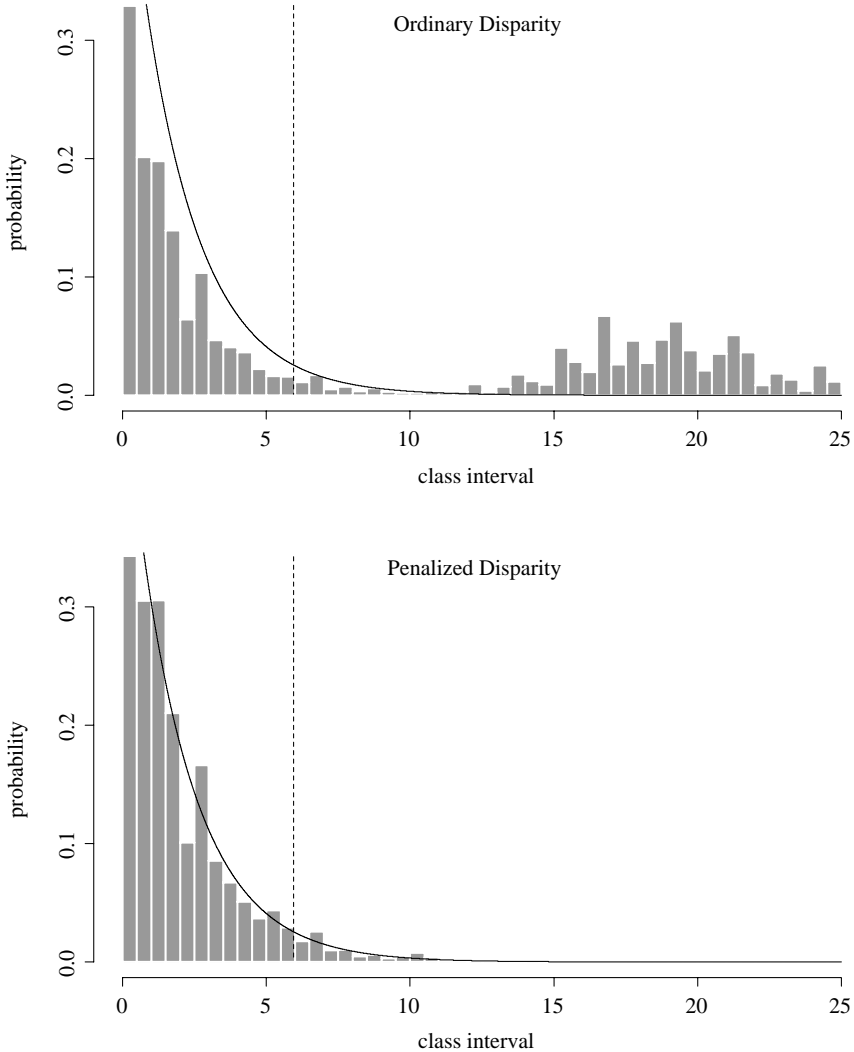 Ordinary Disparity
0.3
0.2
0.1
0.0
probability
0 5 10 15 20 25
class interval
Penalized Disparity
0.3
0.2
0.1
0.0
probability
0 5 10 15 20 25
class interval